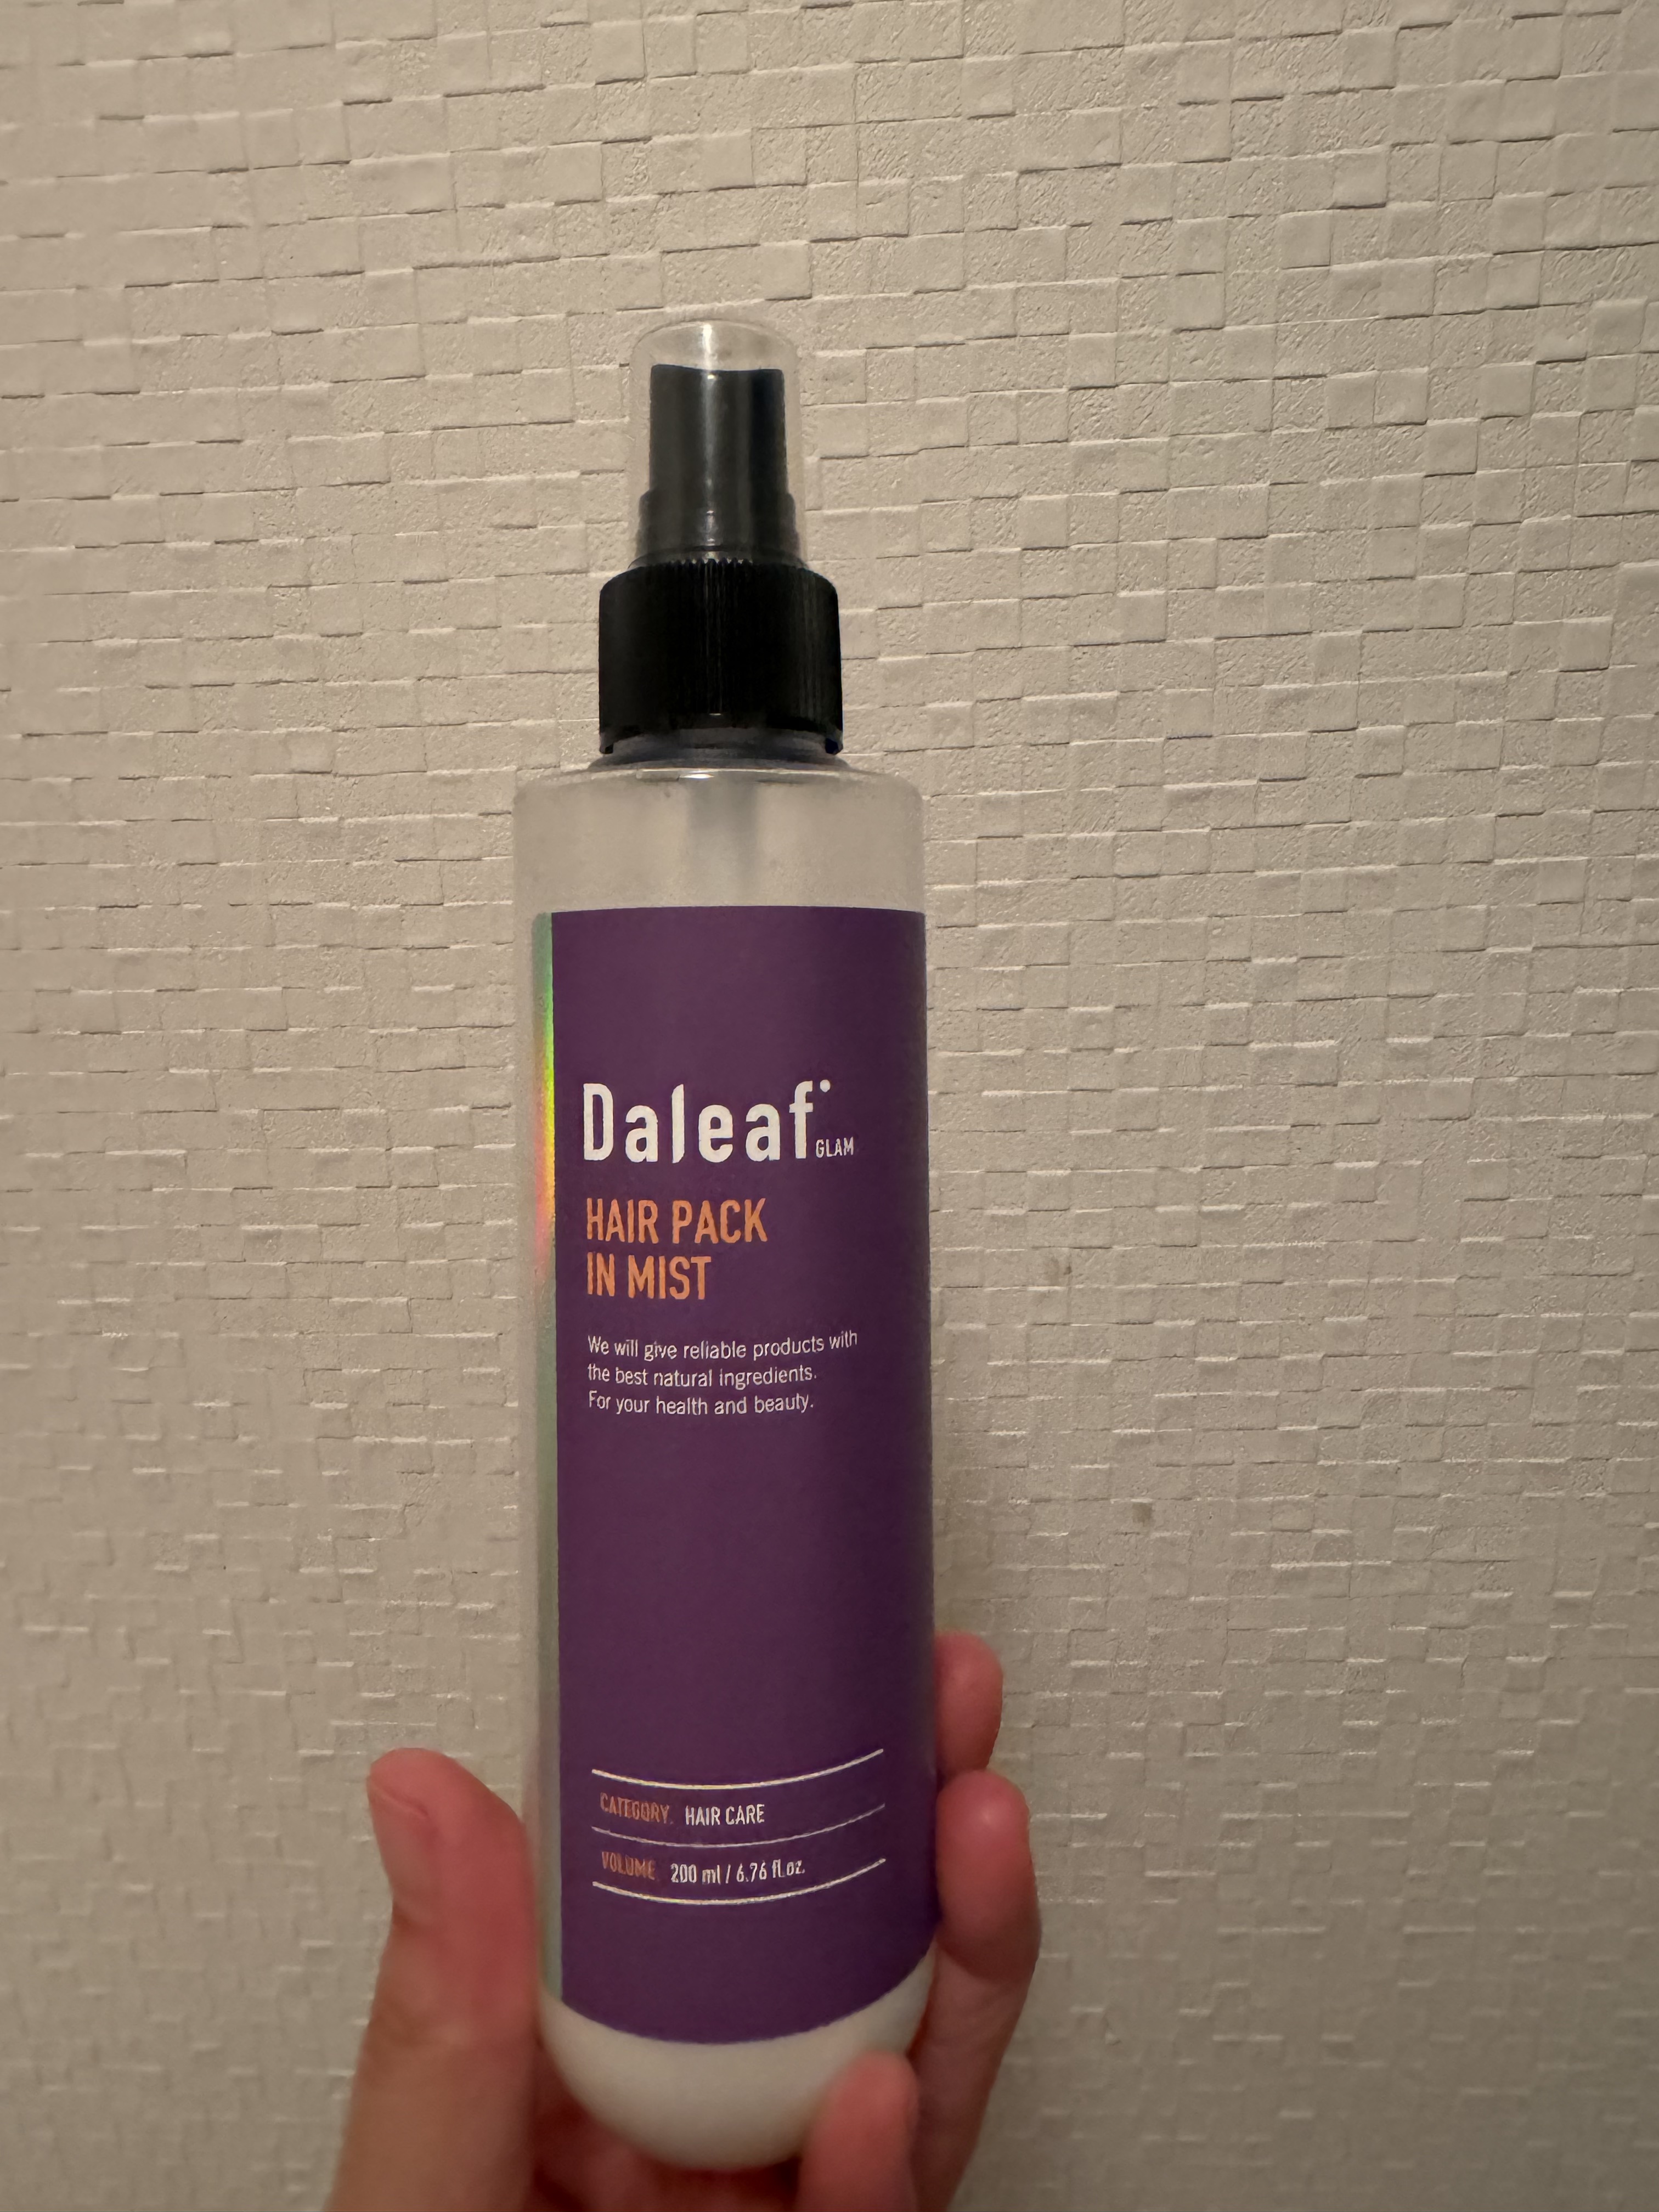 Daleaf GLAM
HAIR PACK
IN MIST
We will give reliable products with
the best natural ingredients.
For your health and beauty.
CATEGORY. HAIR CARE
VOLUME. 200 ml / 6.76 fl.oz.